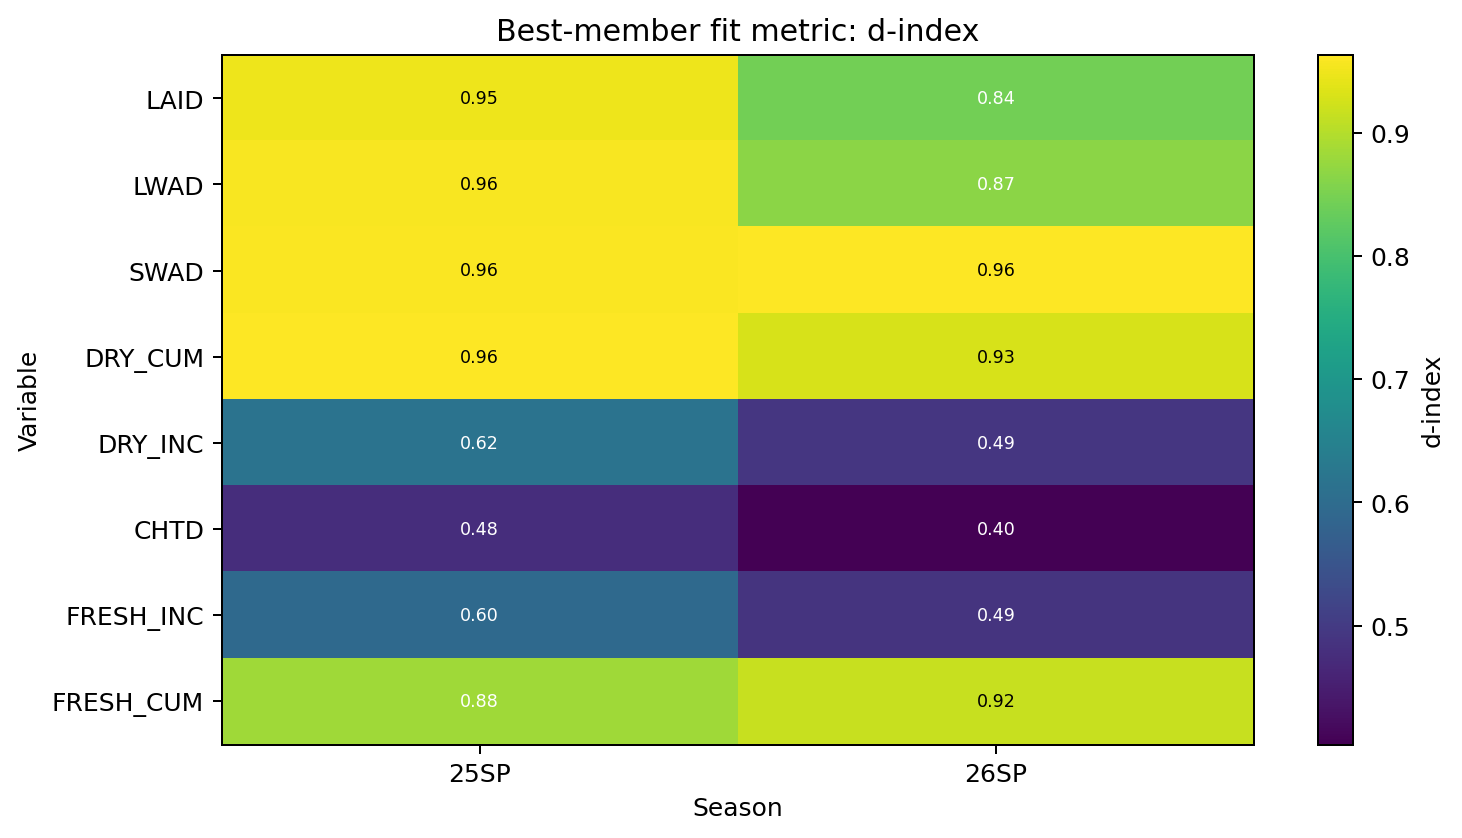 Best-member fit metric: d-index
Variable
LAID 0.95 0.84
LWAD 0.96 0.87
SWAD 0.96 0.96
DRY_CUM 0.96 0.93
DRY_INC 0.62 0.49
CHTD 0.48 0.40
FRESH_INC 0.60 0.49
FRESH_CUM 0.88 0.92
25SP 26SP
Season
0.9
0.8
0.7
0.6
0.5
d-index